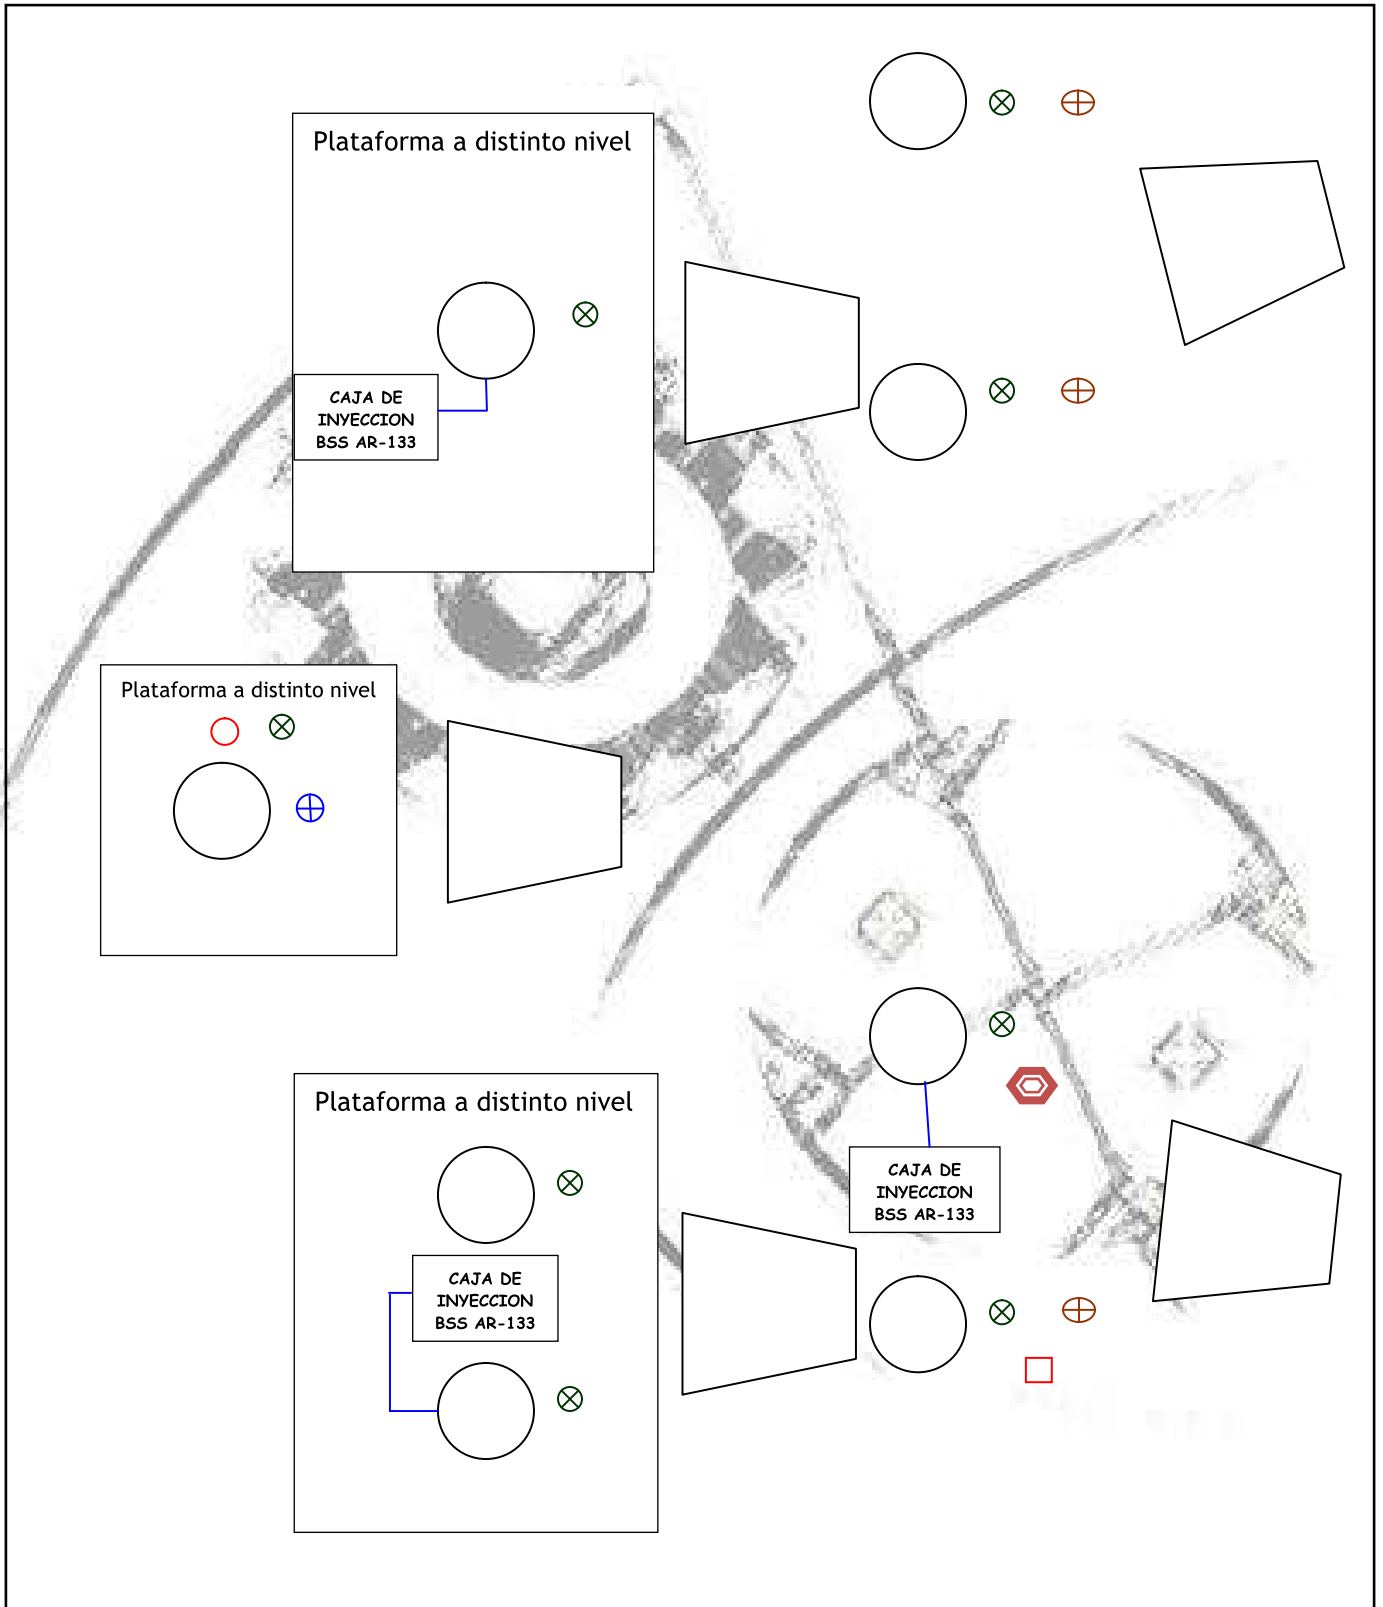 Plataforma a distinto nivel
CAJA DE
INYECCION
BSS AR-133
Plataforma a distinto nivel
Plataforma a distinto nivel
CAJA DE
INYECCION
BSS AR-133
CAJA DE
INYECCION
BSS AR-133